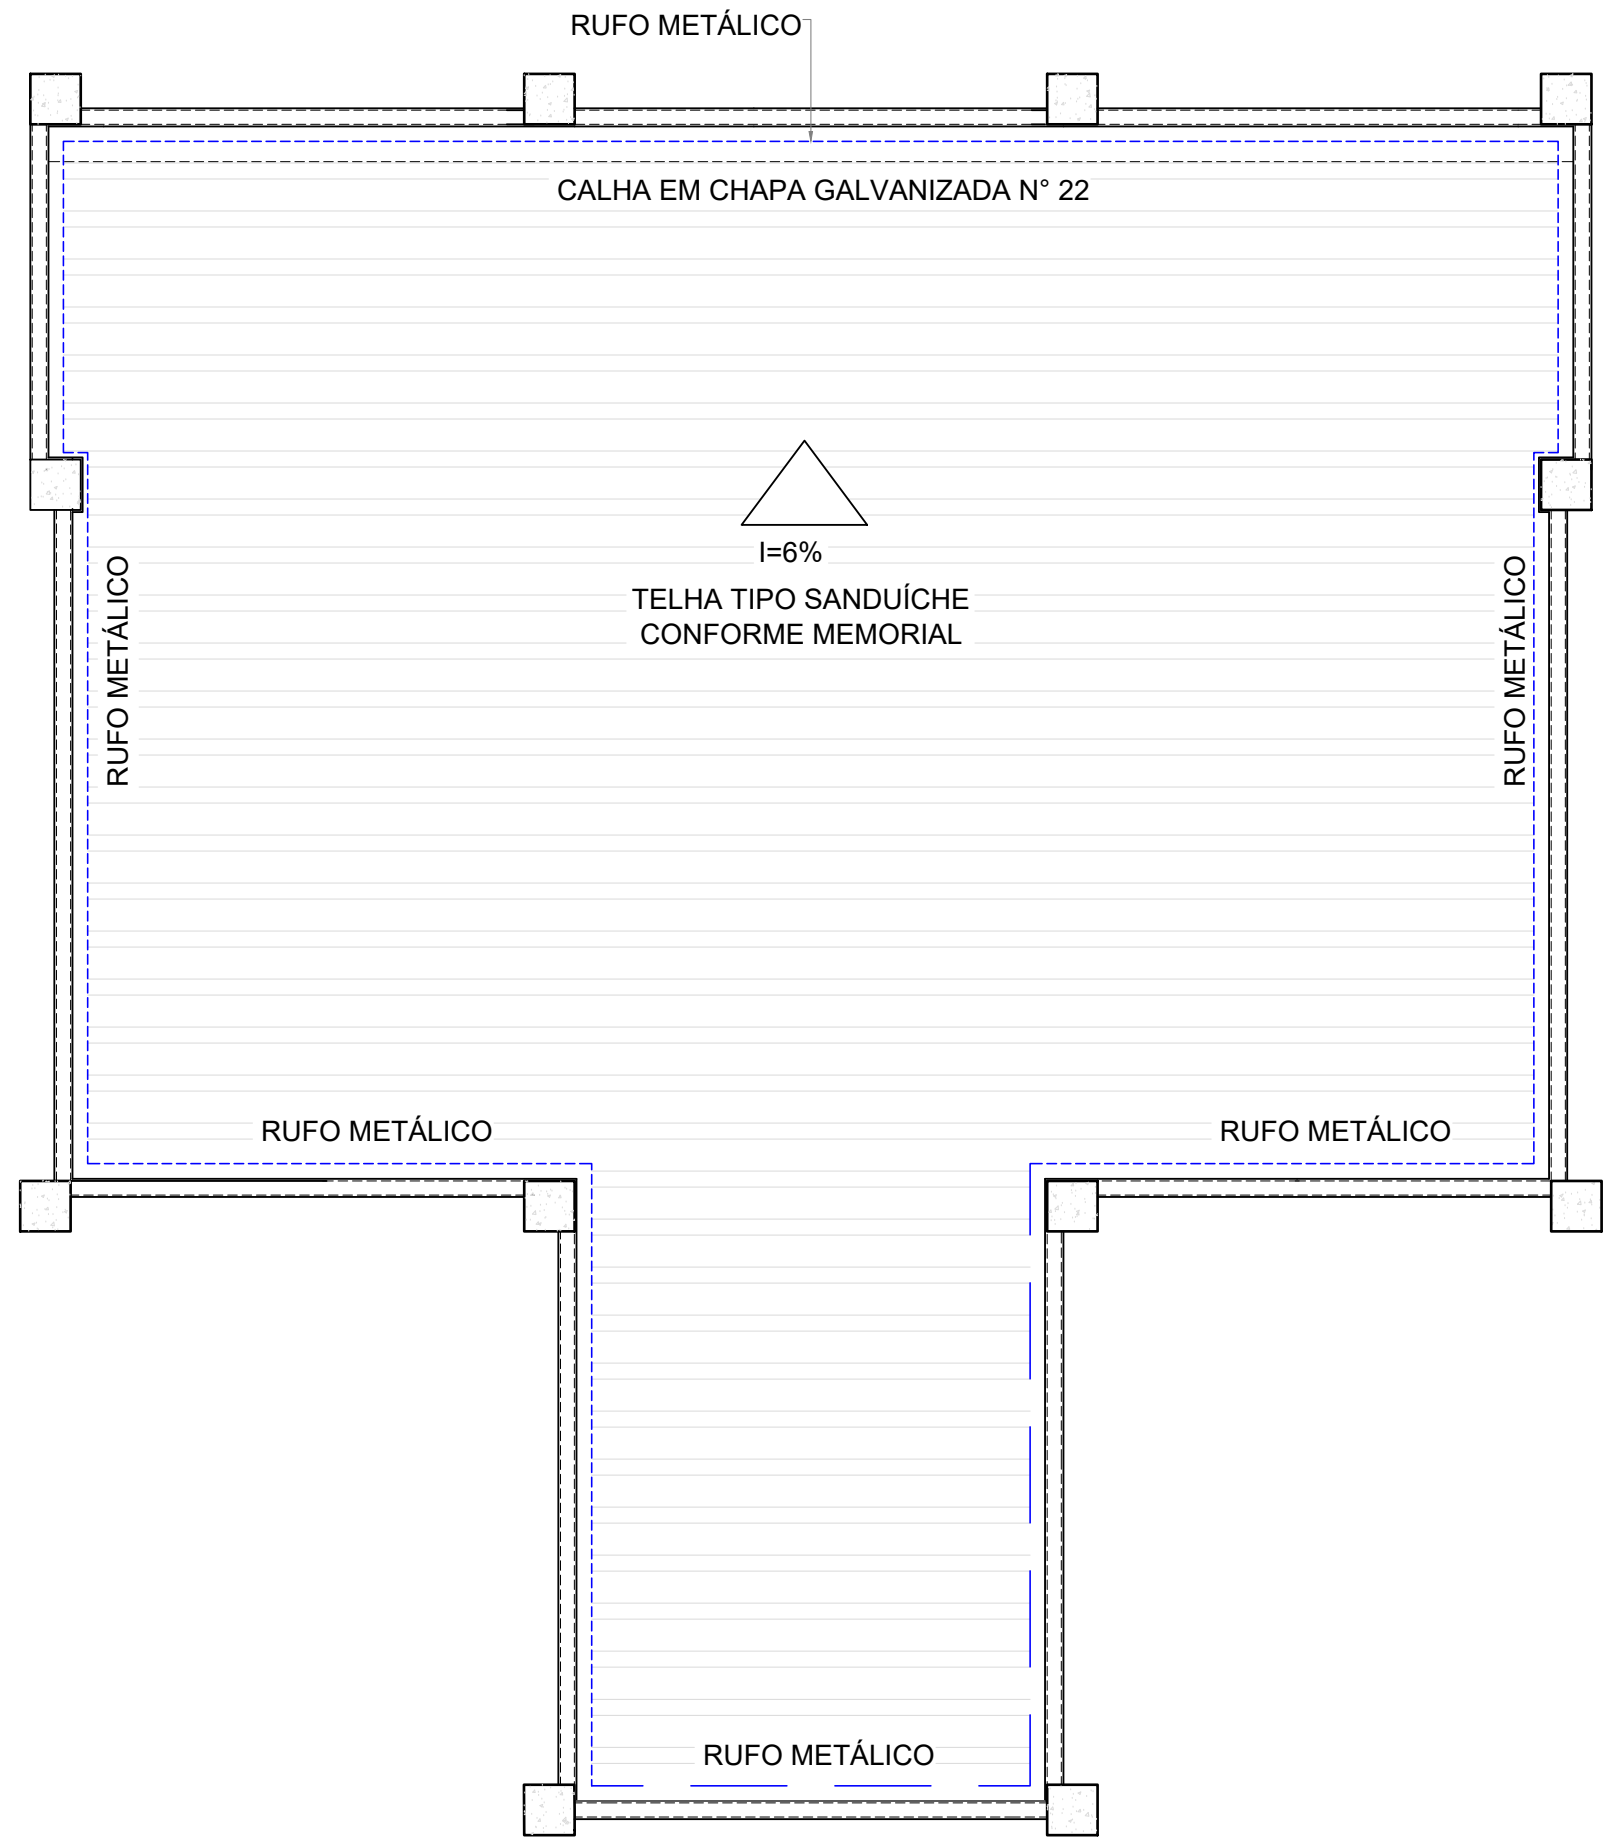 RUFO METÁLICO
CALHA EM CHAPA GALVANIZADA N° 22
I=6%
TELHA TIPO SANDUÍCHE
CONFORME MEMORIAL
RUFO METÁLICO
RUFO METÁLICO
RUFO METÁLICO
RUFO METÁLICO
RUFO METÁLICO